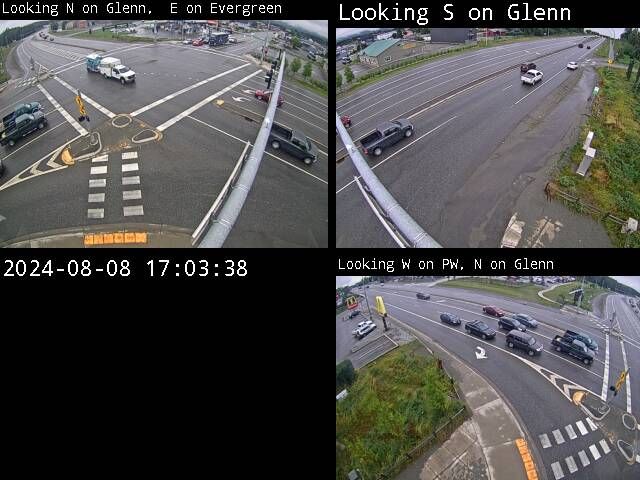 Looking N on Glenn, E on Evergreen
Looking S on Glenn
2024-08-08 17:03:38
Looking W on PW, N on Glenn